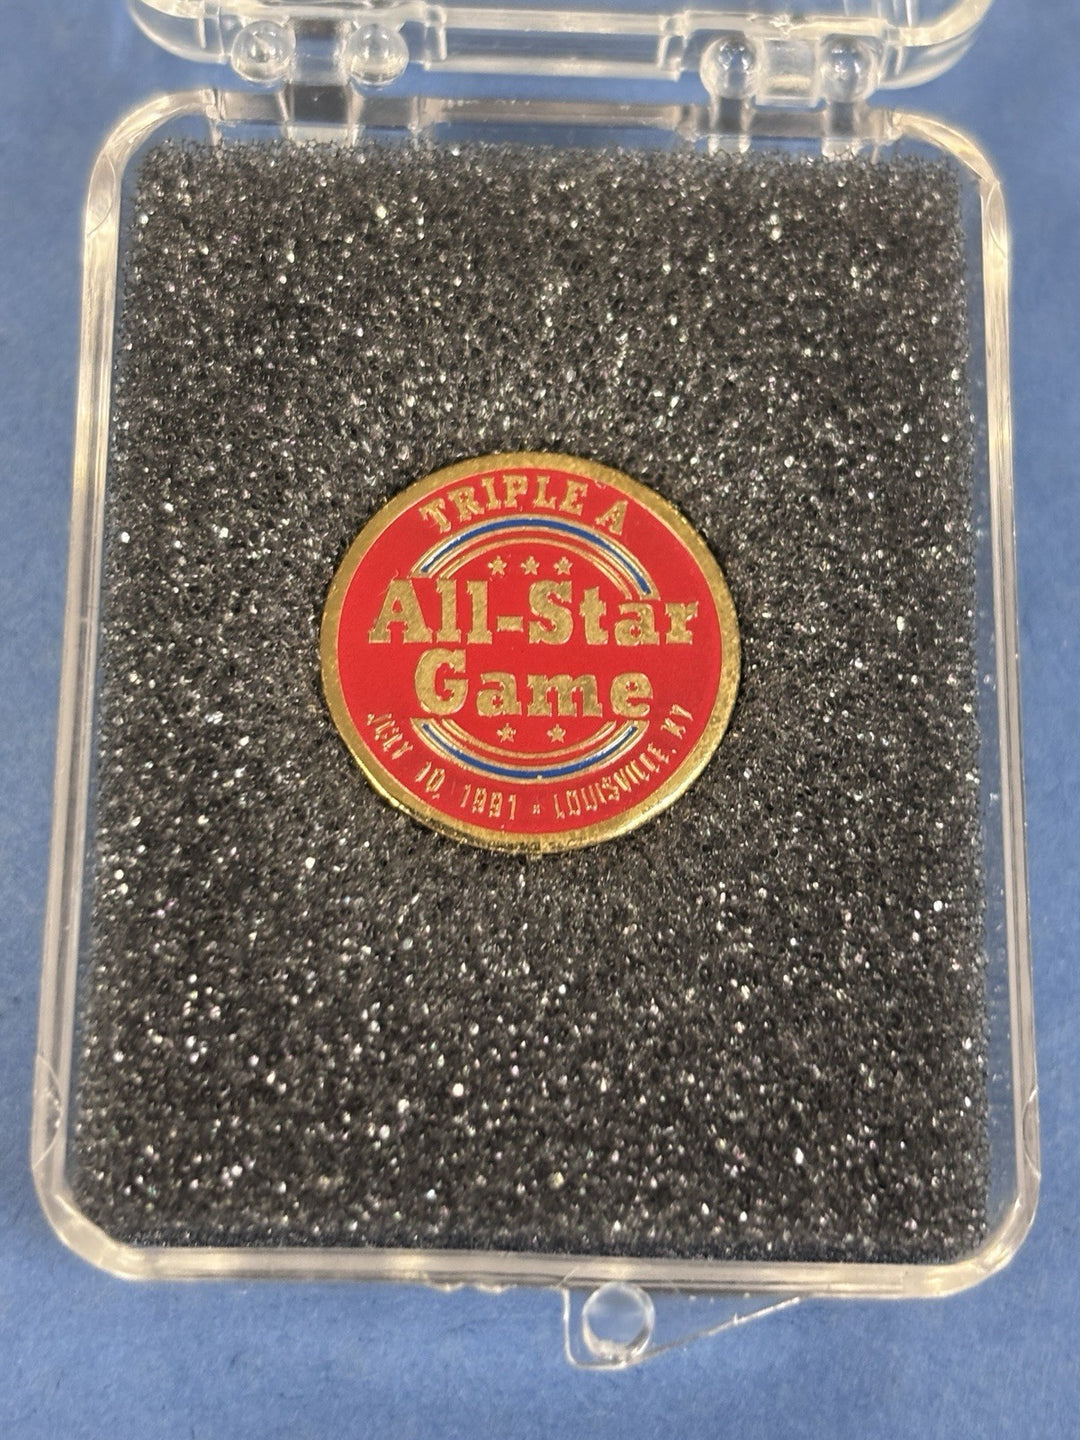 TRIPLE A
All-Star
Game
JULY 10, 1991 • LOUISVILLE, KY